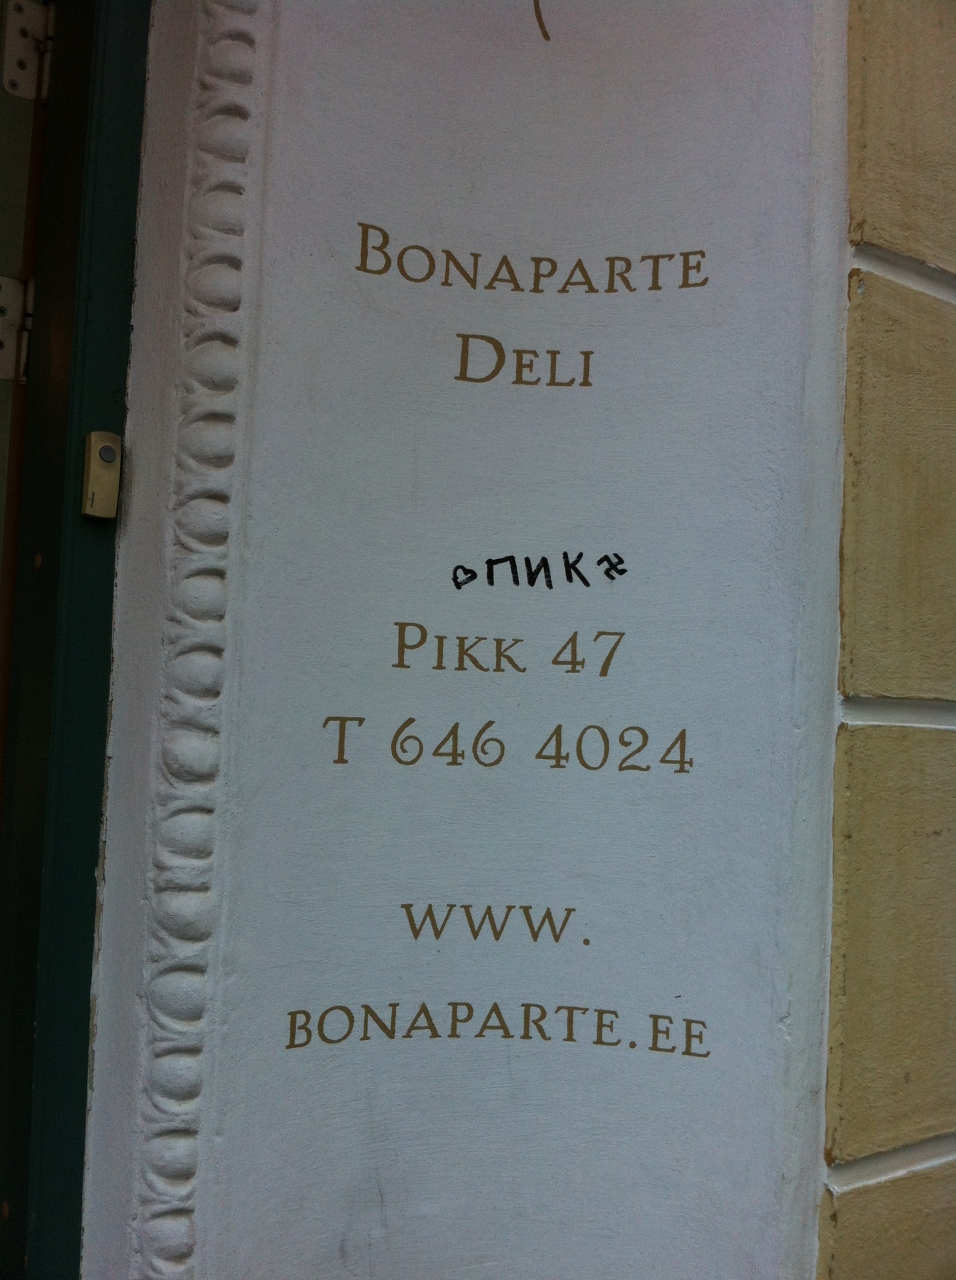 BONAPARTE
DELI
ПИК
PIKK 47
T 646 4024
WWW.
BONAPARTE.EE